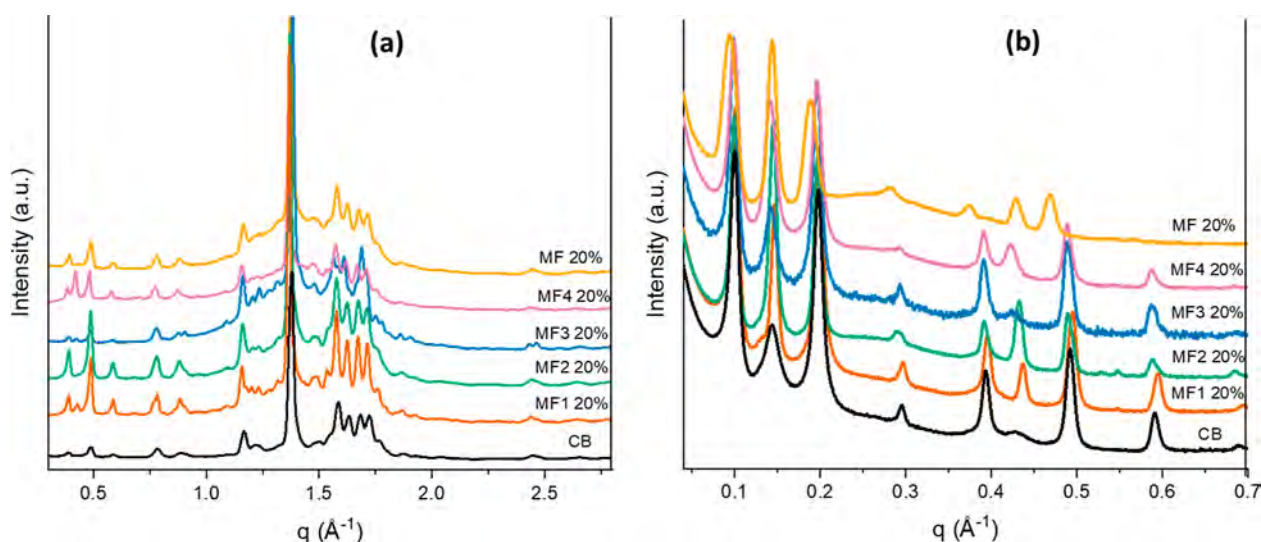 (a)
Intensity (a.u.)
MF 20%
MF4 20%
MF3 20%
MF2 20%
MF1 20%
CB
0.5 1.0 1.5 2.0 2.5
q (Å⁻¹)
(b)
Intensity (a.u.)
MF 20%
MF4 20%
MF3 20%
MF2 20%
MF1 20%
CB
0.1 0.2 0.3 0.4 0.5 0.6 0.7
q (Å⁻¹)